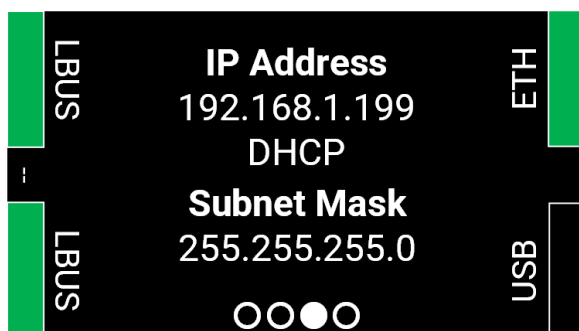 LBUS
IP Address
192.168.1.199
DHCP
Subnet Mask
255.255.255.0
LBUS
ETH
USB